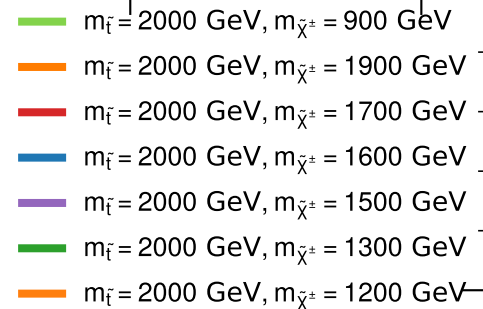 m_t̃ = 2000 GeV, m_χ̃± = 900 GeV
m_t̃ = 2000 GeV, m_χ̃± = 1900 GeV
m_t̃ = 2000 GeV, m_χ̃± = 1700 GeV
m_t̃ = 2000 GeV, m_χ̃± = 1600 GeV
m_t̃ = 2000 GeV, m_χ̃± = 1500 GeV
m_t̃ = 2000 GeV, m_χ̃± = 1300 GeV
m_t̃ = 2000 GeV, m_χ̃± = 1200 GeV